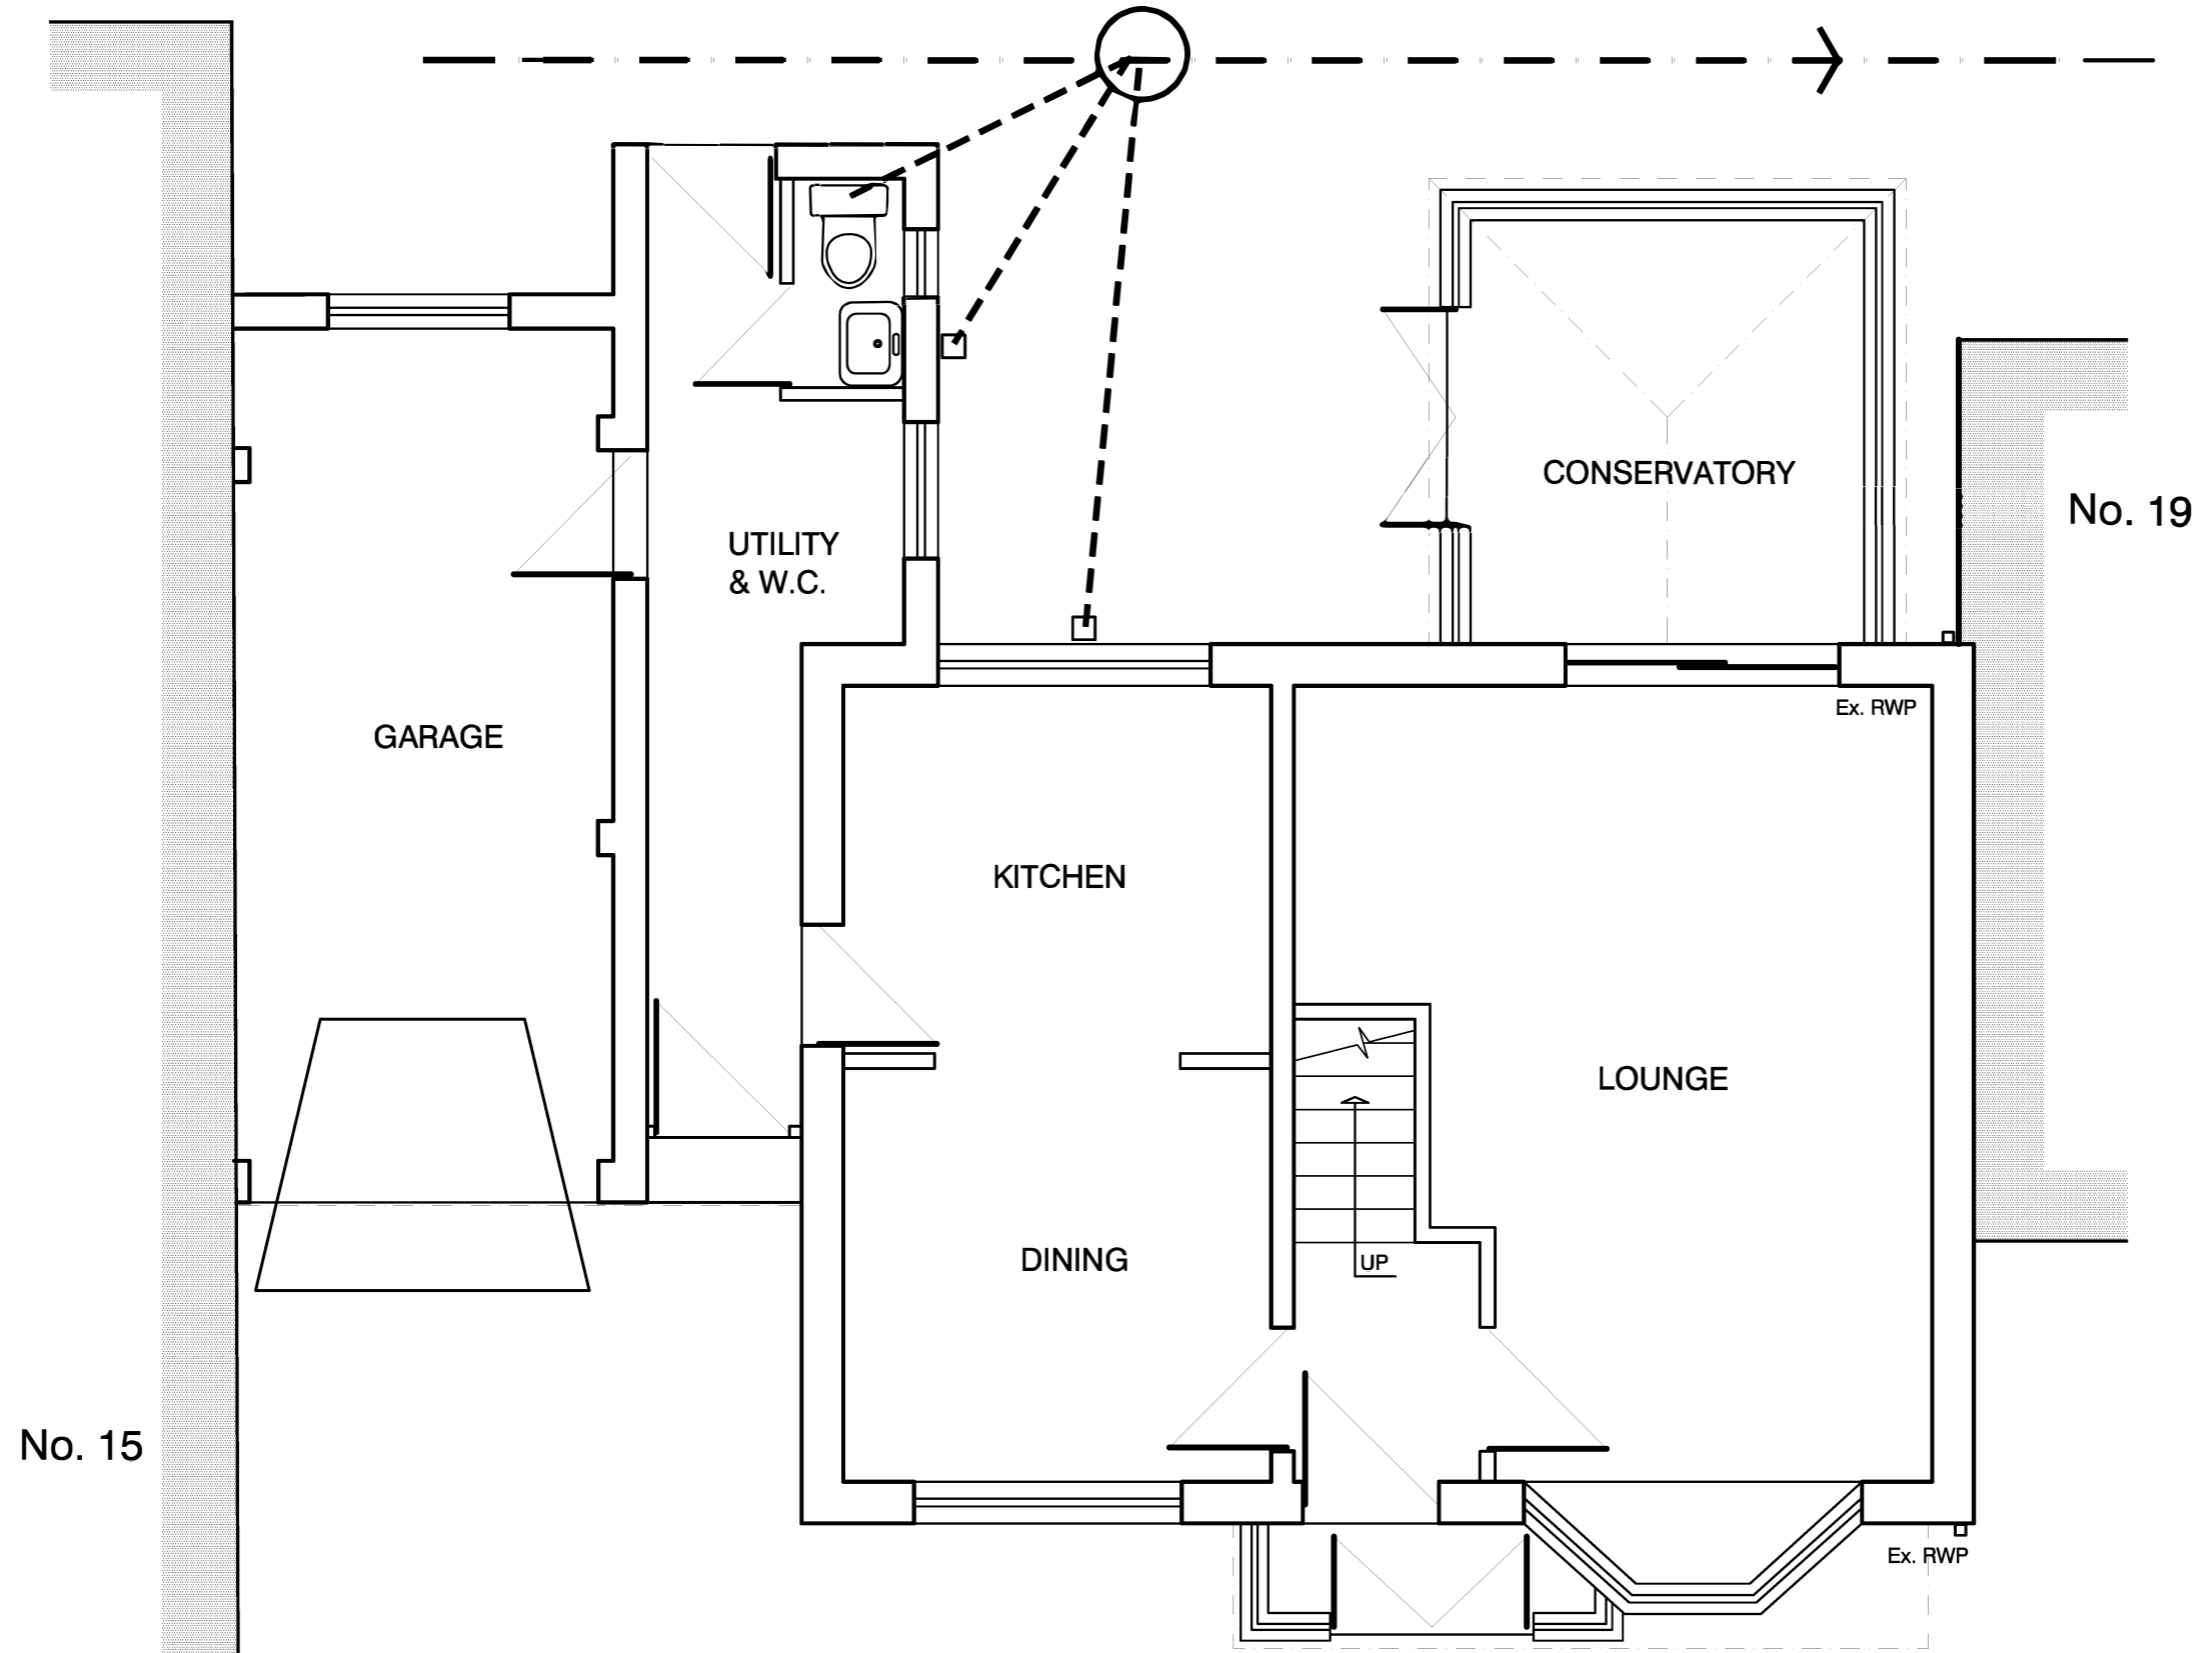 CONSERVATORY
No. 19
UTILITY
& W.C.
Ex. RWP
GARAGE
KITCHEN
LOUNGE
DINING
UP
No. 15
Ex. RWP